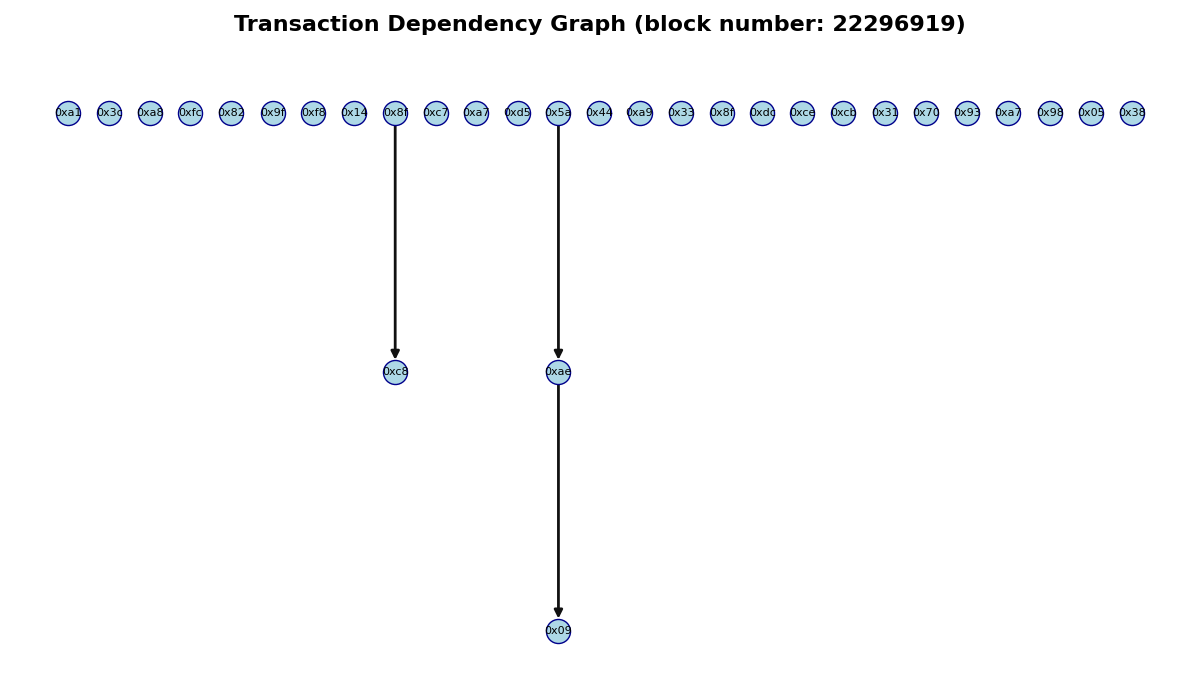 Transaction Dependency Graph (block number: 22296919)
0xa1 0x3c 0xa8 0xfc 0x82 0x9f 0xf8 0x14 0x8f 0xc7 0xa7 0xd5 0x5a 0x44 0xa9 0x33 0x8f 0xdc 0xce 0xcb 0x31 0x70 0x93 0xa7 0x98 0x05 0x38
0xc8 0xae
0x09